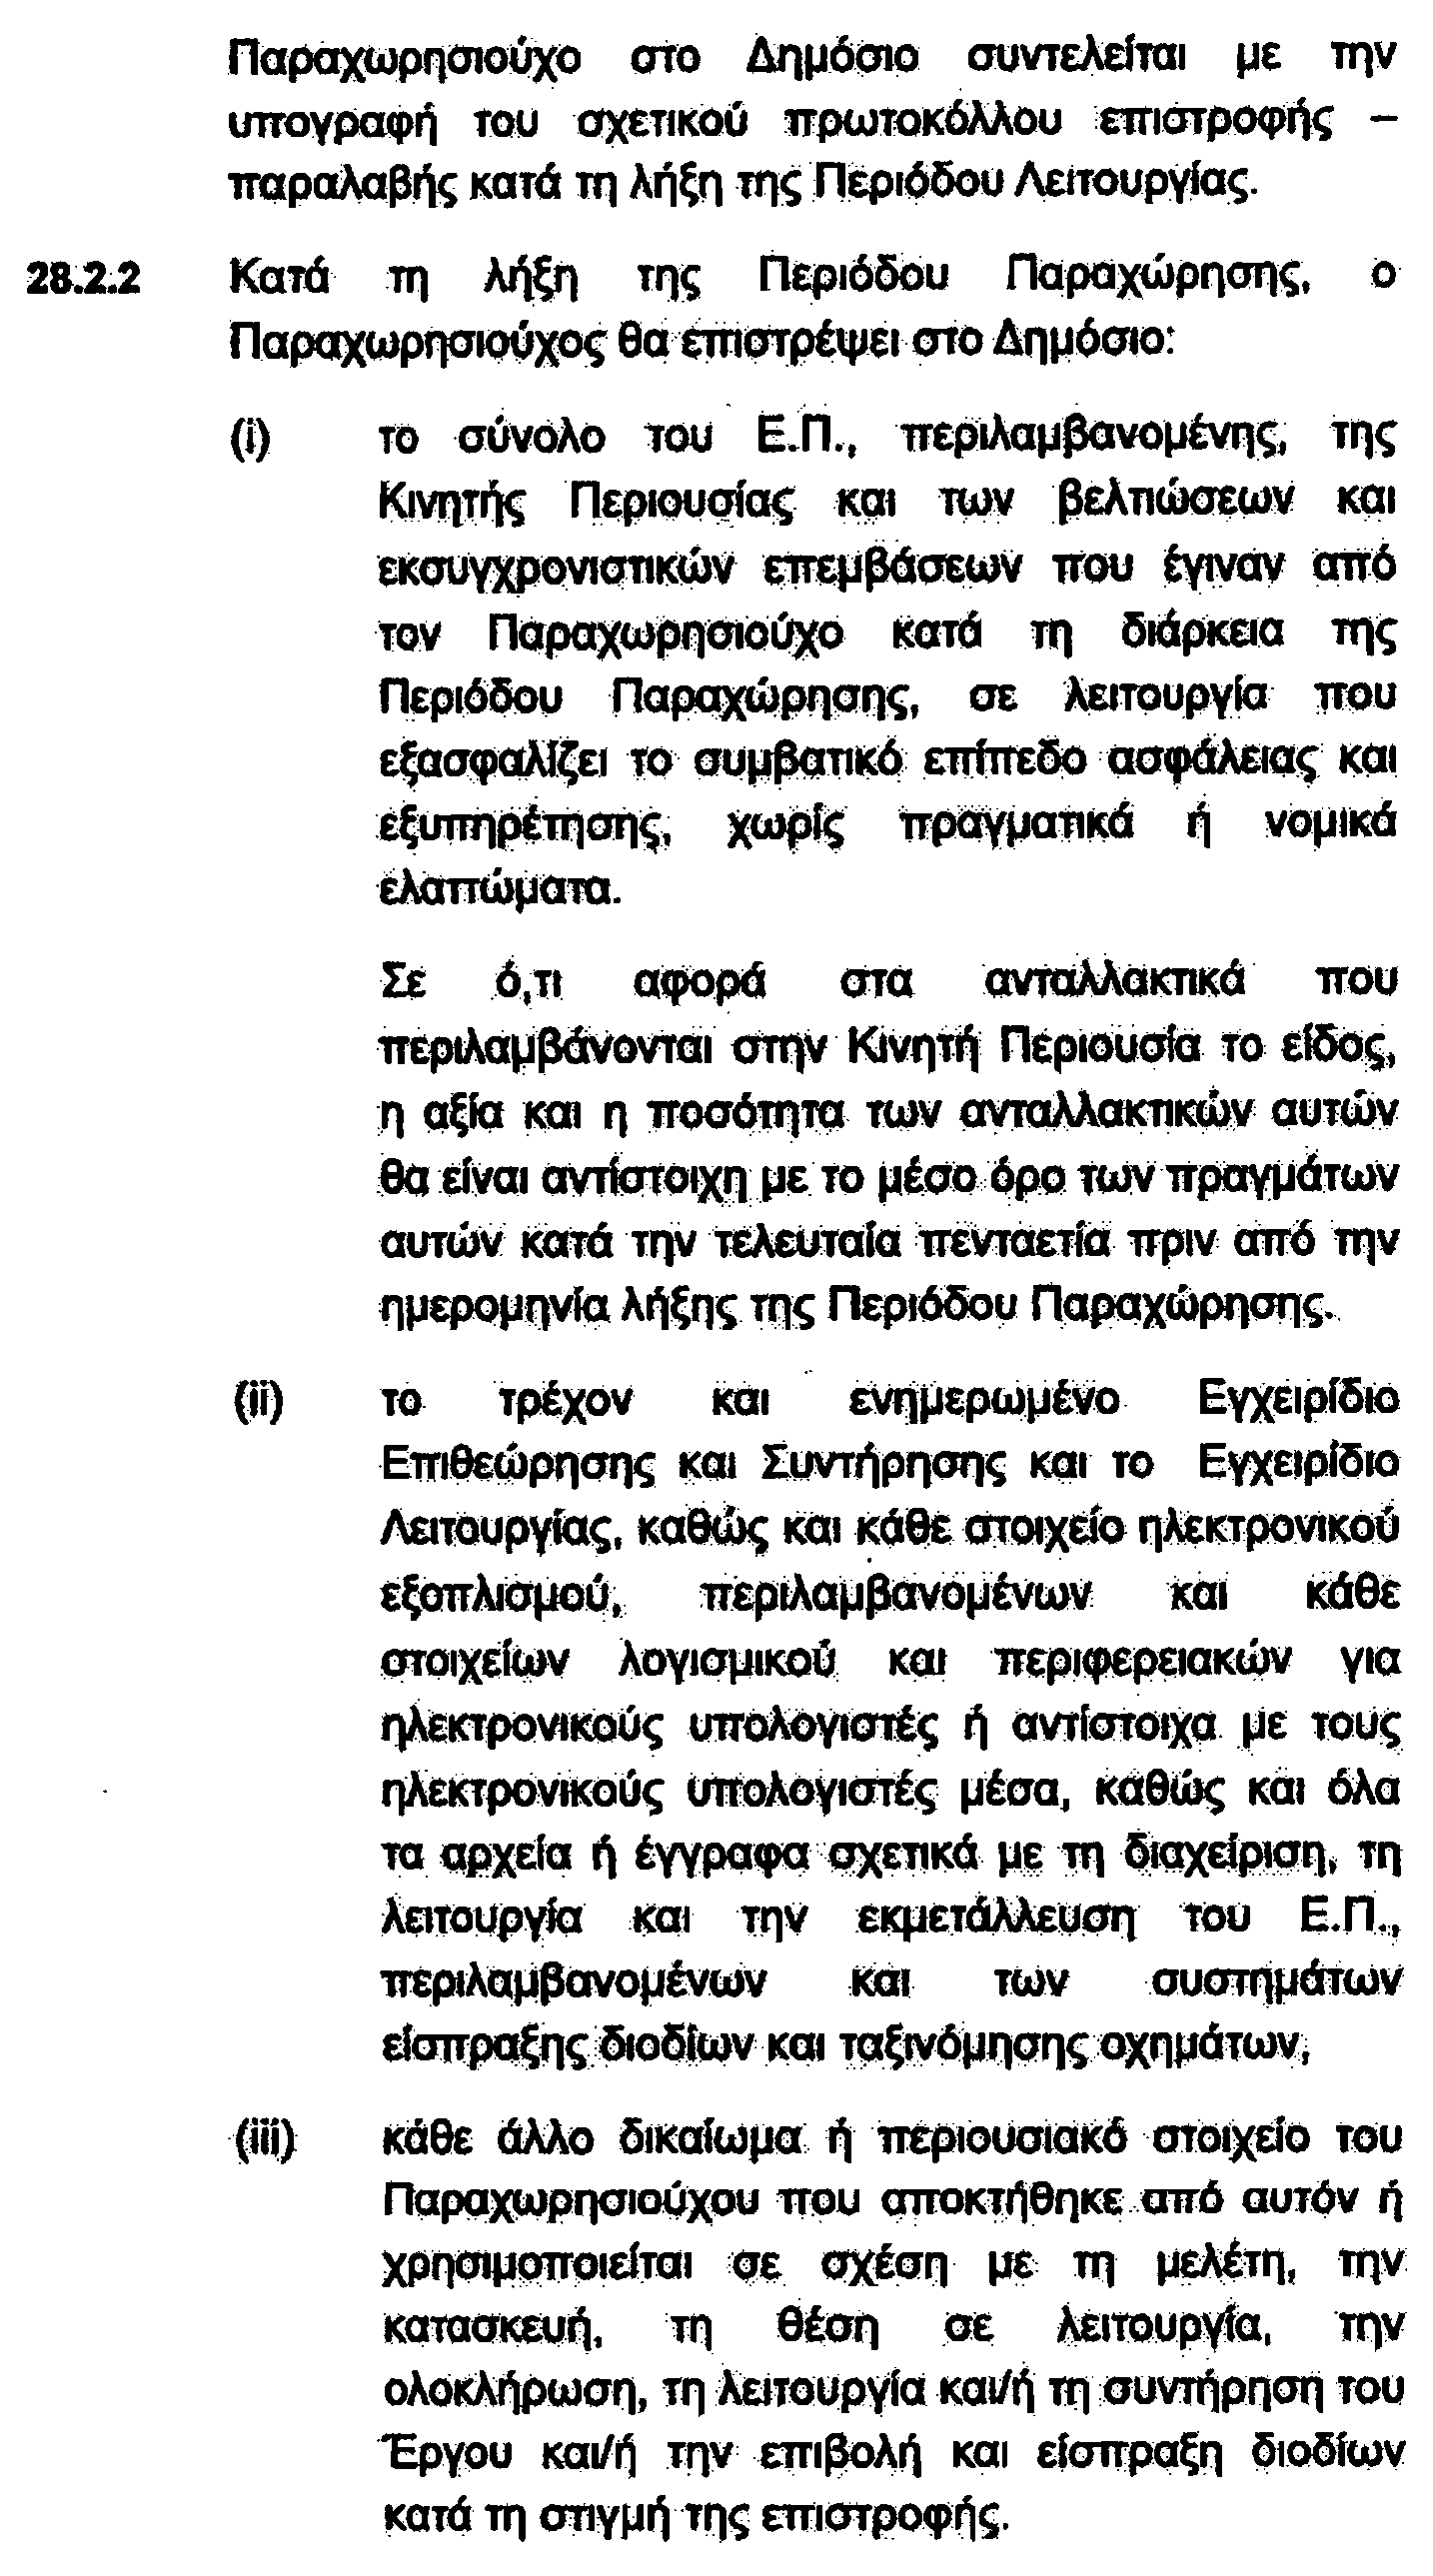 Παραχωρησιούχο στο Δημόσιο συντελείται με την
υπογραφή του σχετικού πρωτοκόλλου επιστροφής –
παραλαβής κατά τη λήξη της Περιόδου Λειτουργίας.
28.2.2 Κατά τη λήξη της Περιόδου Παραχώρησης, ο
Παραχωρησιούχος θα επιστρέψει στο Δημόσιο:
(i) το σύνολο του Ε.Π., περιλαμβανομένης, της
Κινητής Περιουσίας και των βελτιώσεων και
εκσυγχρονιστικών επεμβάσεων που έγιναν από
τον Παραχωρησιούχο κατά τη διάρκεια της
Περιόδου Παραχώρησης, σε λειτουργία που
εξασφαλίζει το συμβατικό επίπεδο ασφάλειας και
εξυπηρέτησης, χωρίς πραγματικά ή νομικά
ελαττώματα.
Σε ό,τι αφορά στα ανταλλακτικά που
περιλαμβάνονται στην Κινητή Περιουσία το είδος,
η αξία και η ποσότητα των ανταλλακτικών αυτών
θα είναι αντίστοιχη με το μέσο όρο των πραγμάτων
αυτών κατά την τελευταία πενταετία πριν από την
ημερομηνία λήξης της Περιόδου Παραχώρησης.
(ii) το τρέχον και ενημερωμένο Εγχειρίδιο
Επιθεώρησης και Συντήρησης και το Εγχειρίδιο
Λειτουργίας, καθώς και κάθε στοιχείο ηλεκτρονικού
εξοπλισμού, περιλαμβανομένων και κάθε
στοιχείων λογισμικού και περιφερειακών για
ηλεκτρονικούς υπολογιστές ή αντίστοιχα με τους
ηλεκτρονικούς υπολογιστές μέσα, καθώς και όλα
τα αρχεία ή έγγραφα σχετικά με τη διαχείριση, τη
λειτουργία και την εκμετάλλευση του Ε.Π.,
περιλαμβανομένων και των συστημάτων
είσπραξης διοδίων και ταξινόμησης οχημάτων,
(iii) κάθε άλλο δικαίωμα ή περιουσιακό στοιχείο του
Παραχωρησιούχου που αποκτήθηκε από αυτόν ή
χρησιμοποιείται σε σχέση με τη μελέτη, την
κατασκευή, τη θέση σε λειτουργία, την
ολοκλήρωση, τη λειτουργία και/ή τη συντήρηση του
Έργου και/ή την επιβολή και είσπραξη διοδίων
κατά τη στιγμή της επιστροφής.